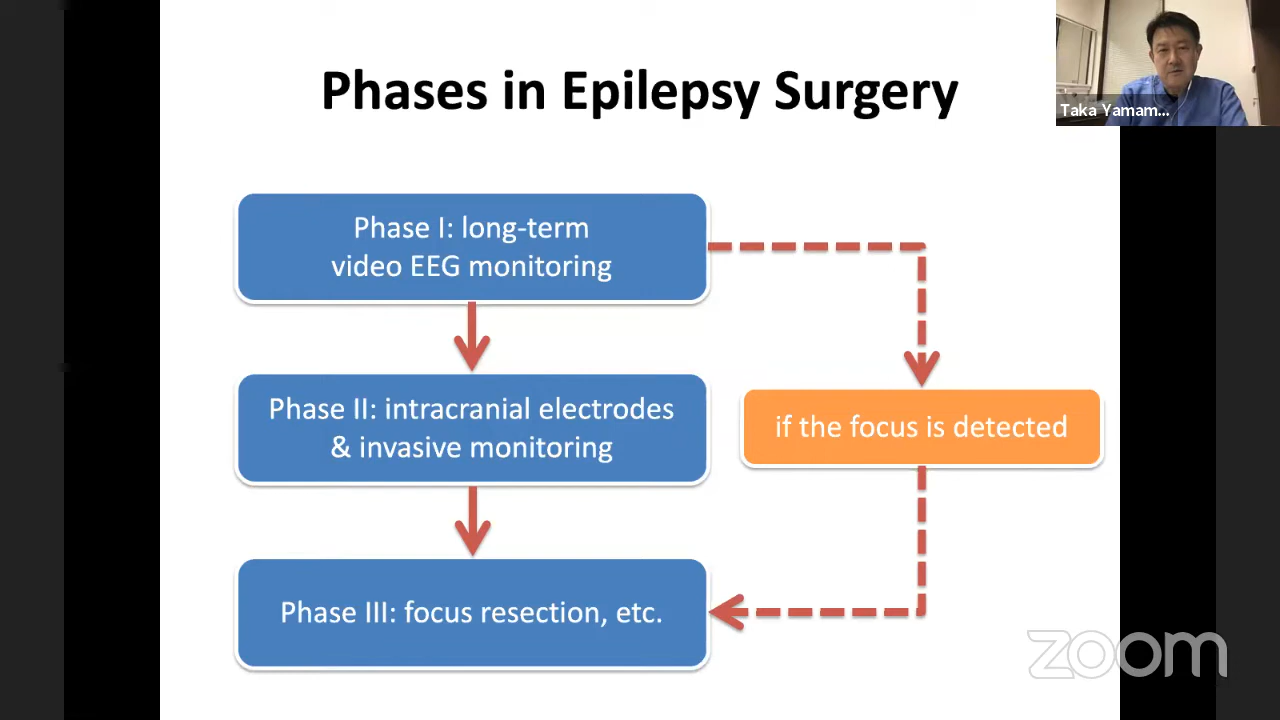 Phases in Epilepsy Surgery
Taka Yamam...
Phase I: long-term
video EEG monitoring
Phase II: intracranial electrodes
& invasive monitoring
if the focus is detected
Phase III: focus resection, etc.
zoom